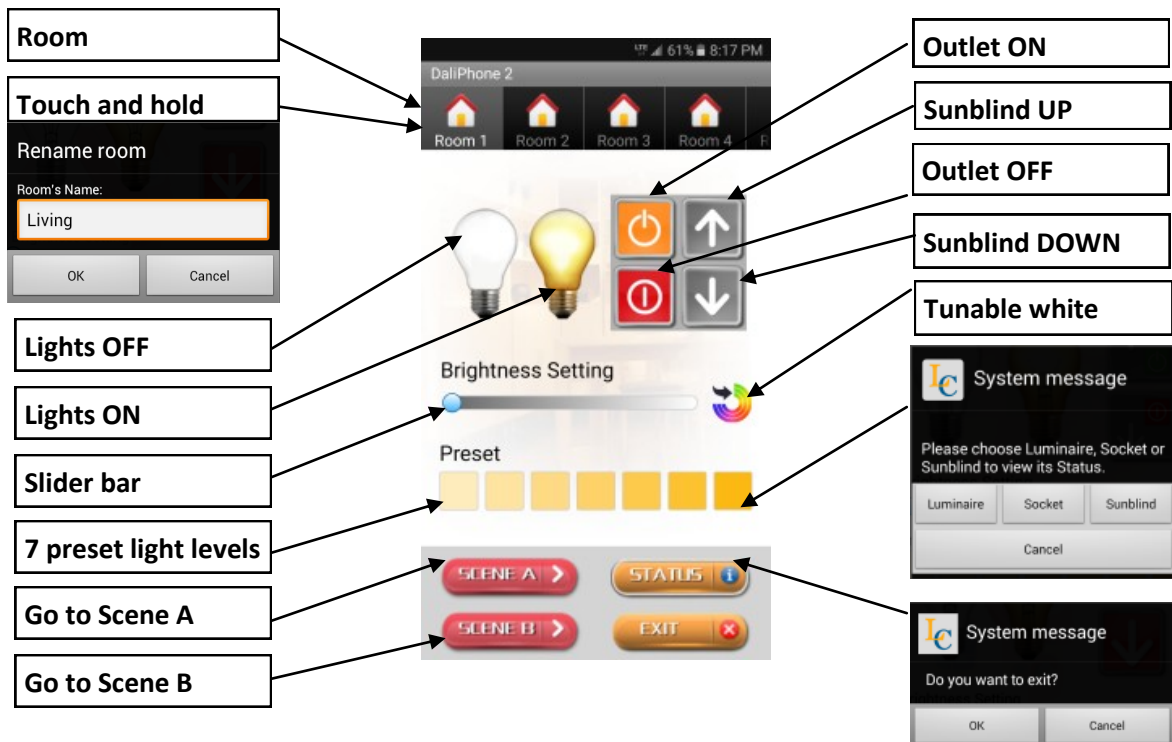 Room
Touch and hold
Rename room
Room's Name:
Living
OK
Cancel
Lights OFF
Lights ON
Slider bar
7 preset light levels
Go to Scene A
Go to Scene B
LTE 61% 8:17 PM
DaliPhone 2
Room 1 Room 2 Room 3 Room 4 R
Brightness Setting
Preset
SCENE A
STATUS
SCENE B
EXIT
Outlet ON
Sunblind UP
Outlet OFF
Sunblind DOWN
Tunable white
LC System message
Please choose Luminaire, Socket or
Sunblind to view its Status.
Luminaire Socket Sunblind
Cancel
LC System message
Do you want to exit?
OK Cancel